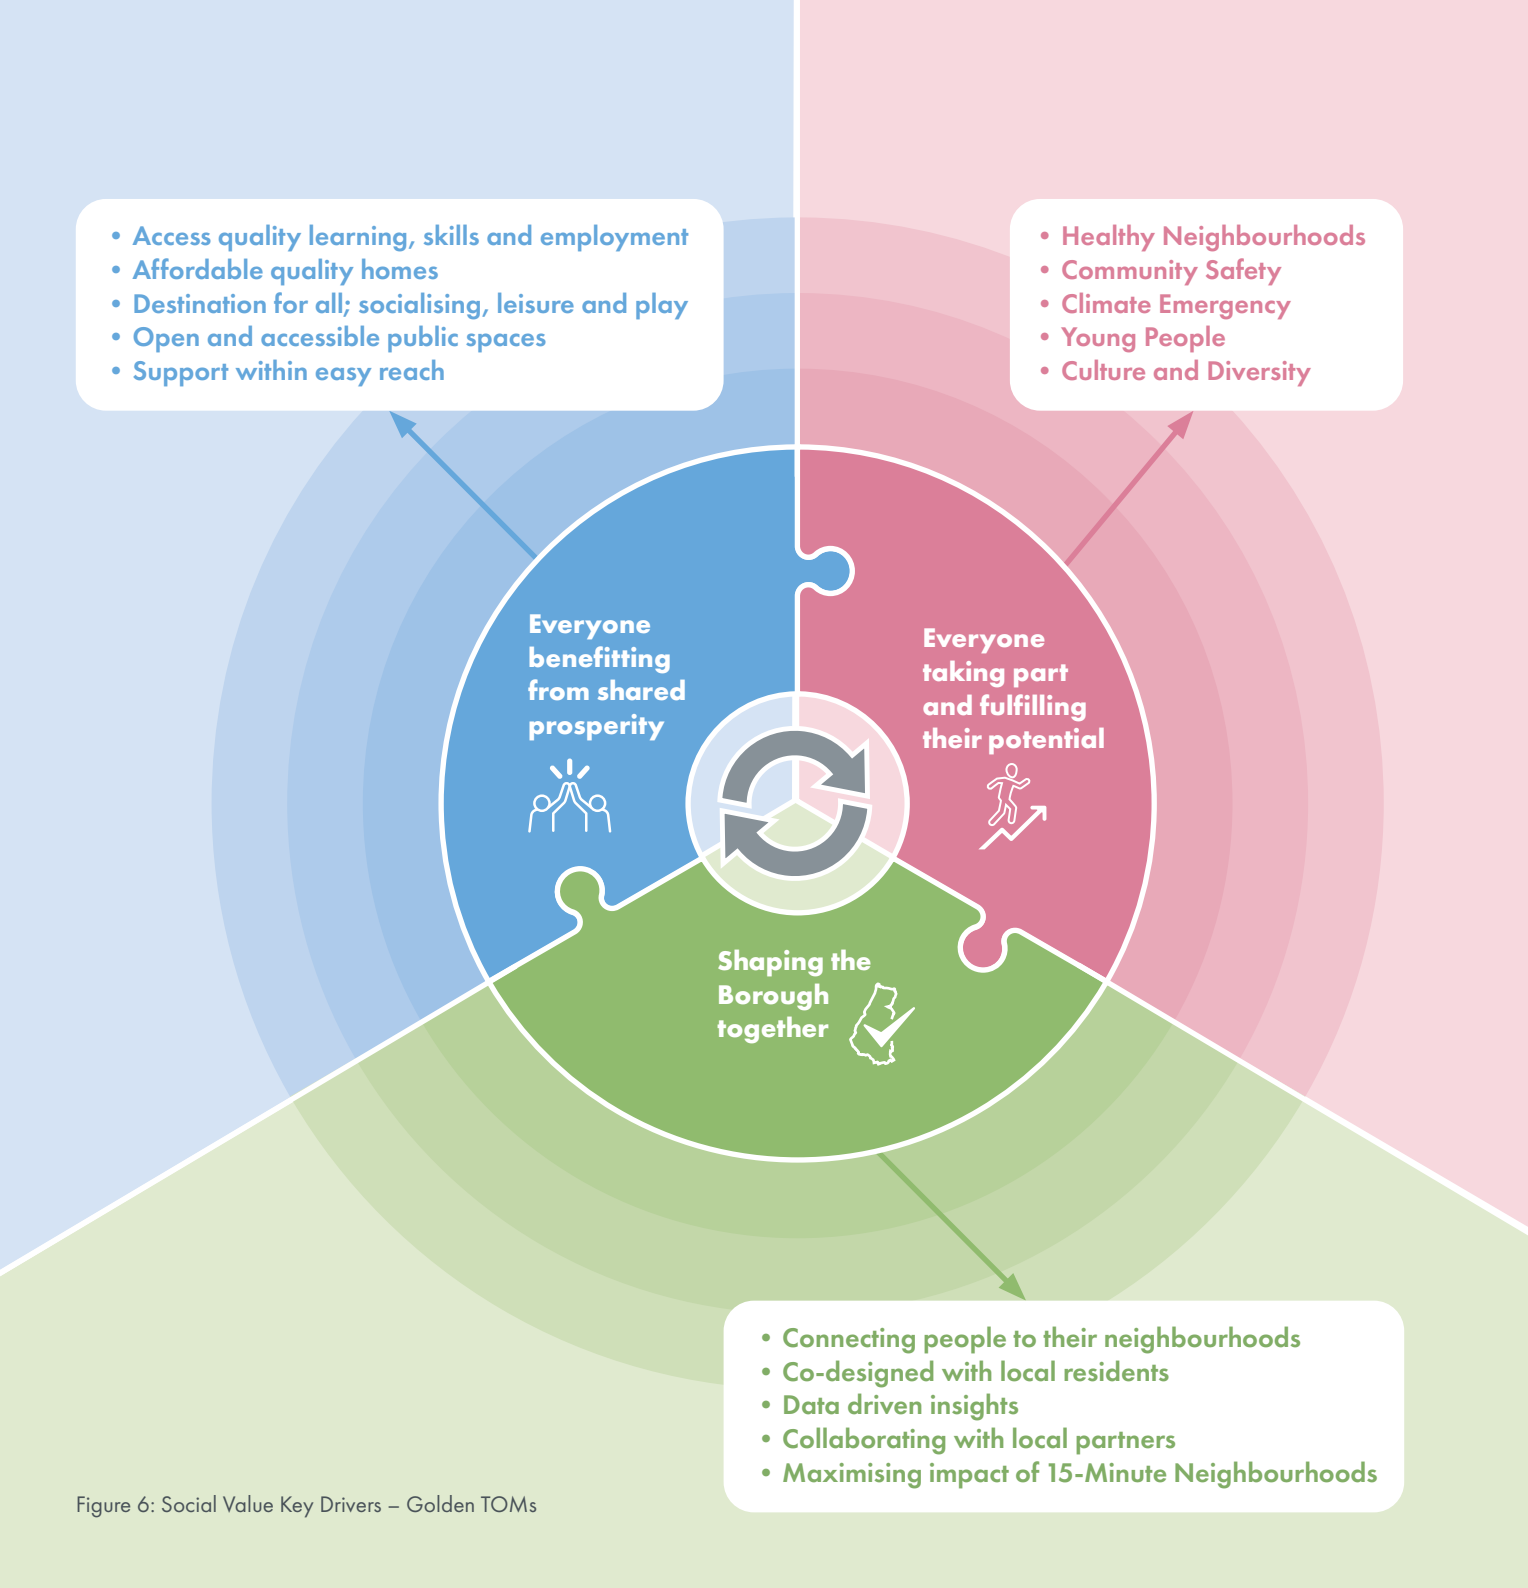 • Access quality learning, skills and employment
• Affordable quality homes
• Destination for all; socialising, leisure and play
• Open and accessible public spaces
• Support within easy reach
• Healthy Neighbourhoods
• Community Safety
• Climate Emergency
• Young People
• Culture and Diversity
Everyone
benefitting
from shared
prosperity
Everyone
taking part
and fulfilling
their potential
Shaping the
Borough
together
• Connecting people to their neighbourhoods
• Co-designed with local residents
• Data driven insights
• Collaborating with local partners
• Maximising impact of 15-Minute Neighbourhoods
Figure 6: Social Value Key Drivers – Golden TOMs